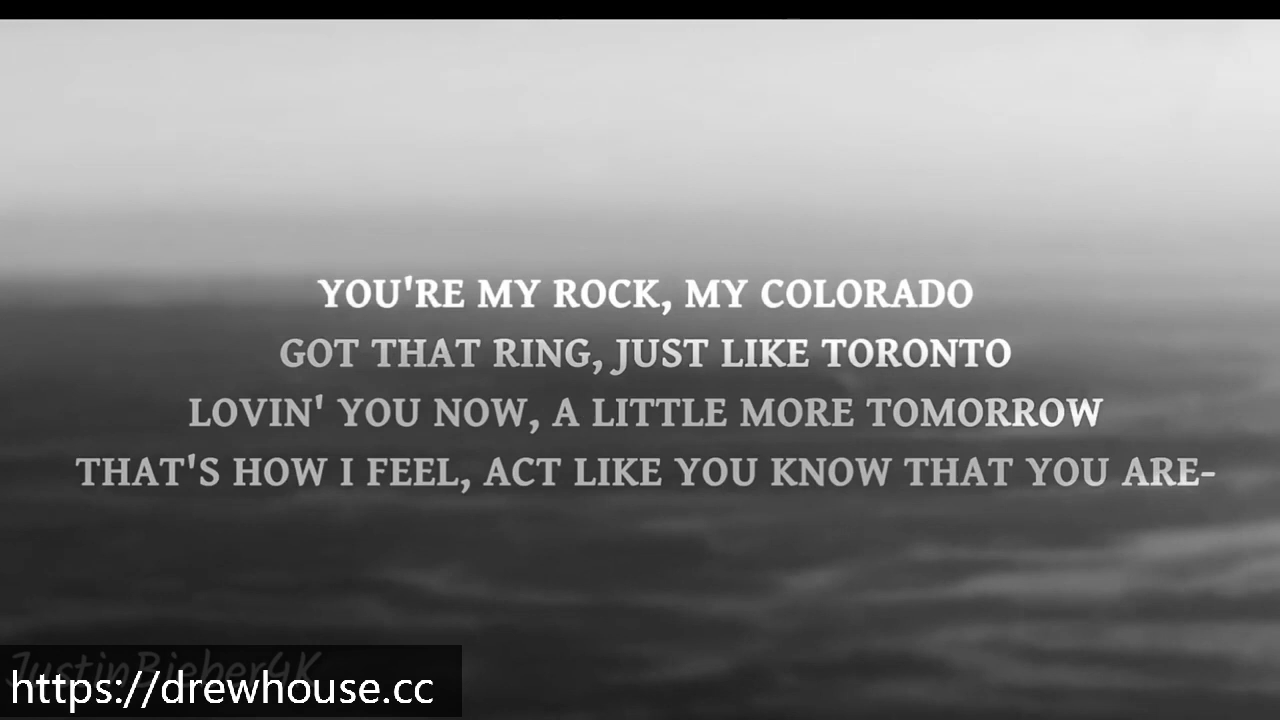 YOU'RE MY ROCK, MY COLORADO
GOT THAT RING, JUST LIKE TORONTO
LOVIN' YOU NOW, A LITTLE MORE TOMORROW
THAT'S HOW I FEEL, ACT LIKE YOU KNOW THAT YOU ARE-
JustinBieber4K
https://drewhouse.cc